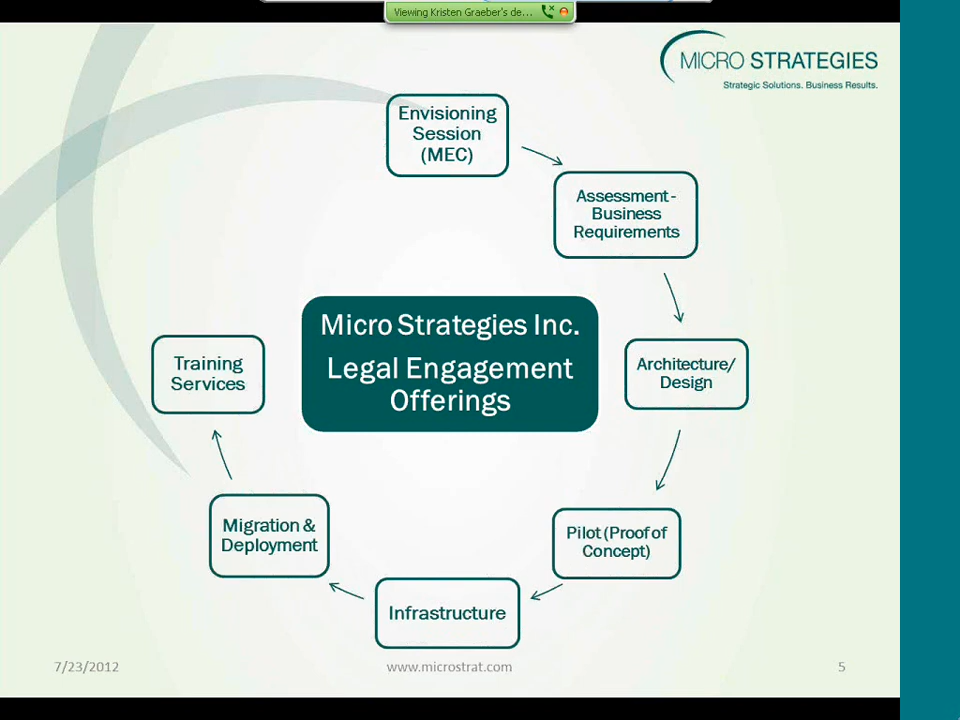 Viewing Kristen Graeber's de...
MICRO STRATEGIES
Strategic Solutions. Business Results.
Envisioning
Session
(MEC)
Assessment -
Business
Requirements
Micro Strategies Inc.
Legal Engagement
Offerings
Training
Services
Architecture/
Design
Migration &
Deployment
Pilot (Proof of
Concept)
Infrastructure
7/23/2012
www.microstrat.com
5